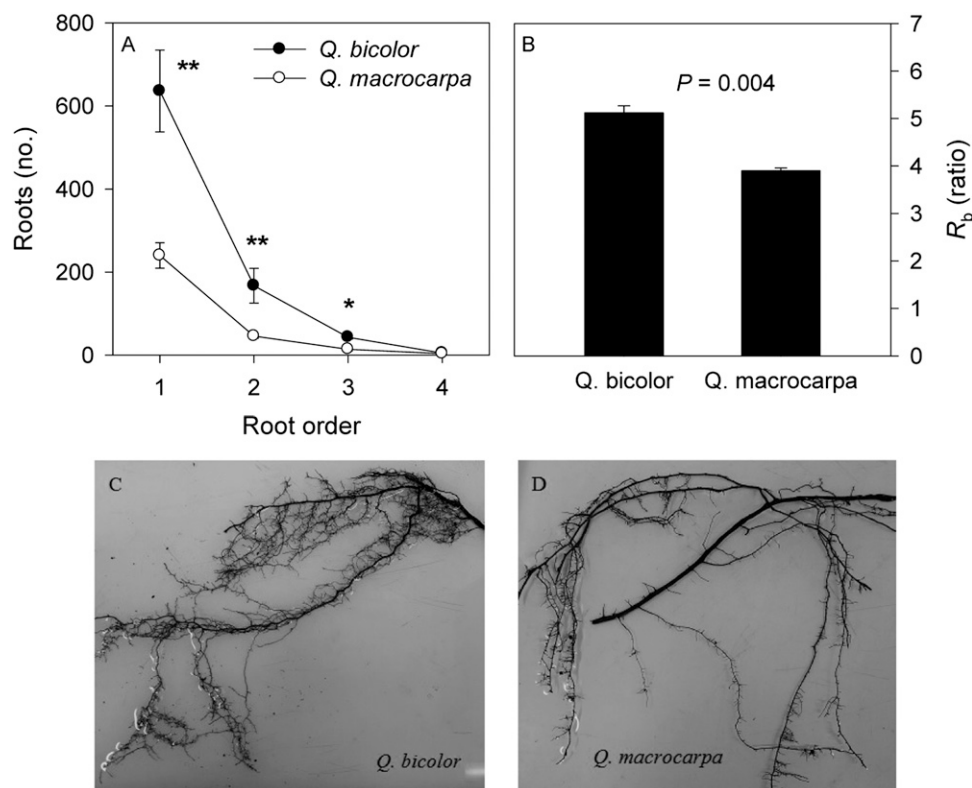 A
Q. bicolor
Q. macrocarpa
800
600
400
200
0
**
**
*
1 2 3 4
Root order
Roots (no.)
B
P = 0.004
7
6
5
4
3
2
1
0
Rb (ratio)
Q. bicolor Q. macrocarpa
C
Q. bicolor
D
Q. macrocarpa